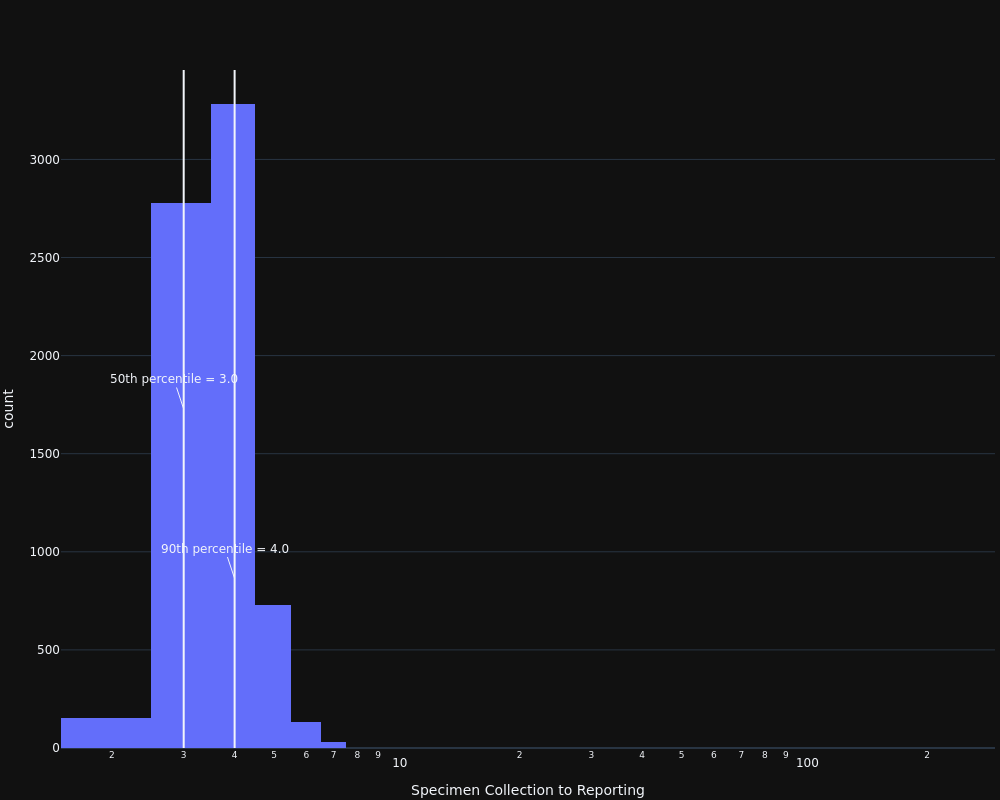 3000
2500
2000
50th percentile = 3.0
count
1500
1000
90th percentile = 4.0
500
0
2 3 4 5 6 7 8 9 10 2 3 4 5 6 7 8 9 100 2
Specimen Collection to Reporting